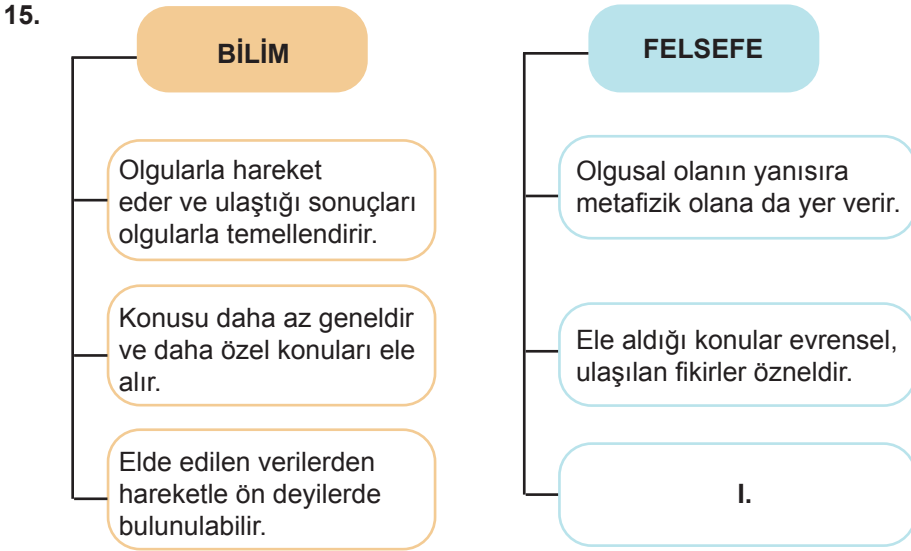 15.
BİLİM
Olgularla hareket
eder ve ulaştığı sonuçları
olgularla temellendirir.
Konusu daha az geneldir
ve daha özel konuları ele
alır.
Elde edilen verilerden
hareketle ön deyilerde
bulunulabilir.
FELSEFE
Olgusal olanın yanısıra
metafizik olana da yer verir.
Ele aldığı konular evrensel,
ulaşılan fikirler özneldir.
I.